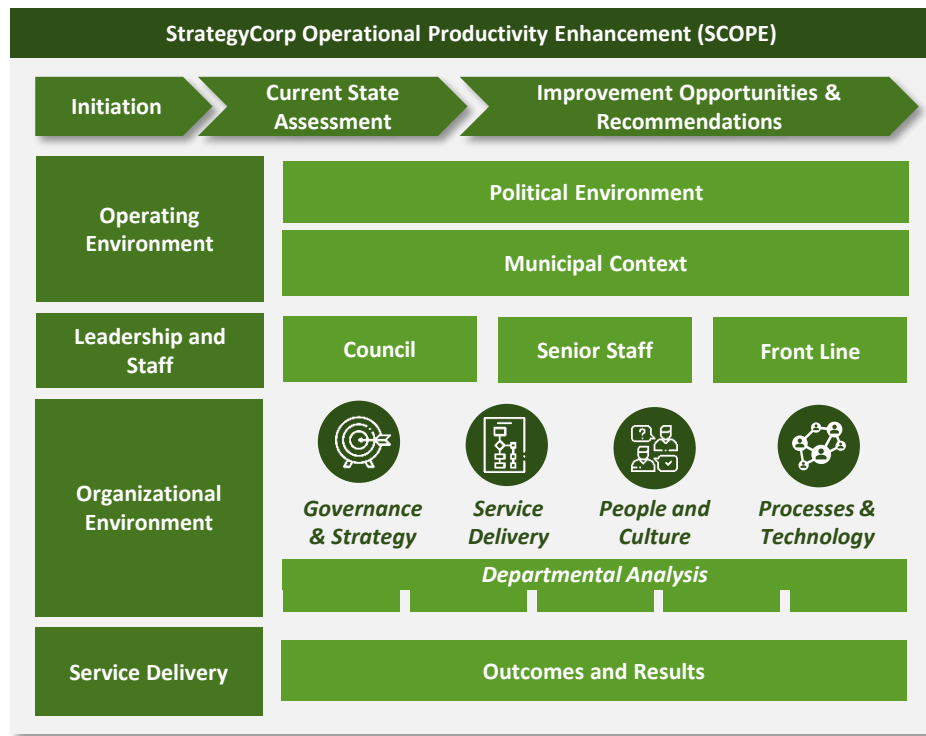 StrategyCorp Operational Productivity Enhancement (SCOPE)
Initiation
Current State
Assessment
Improvement Opportunities &
Recommendations
Operating
Environment
Political Environment
Municipal Context
Leadership and
Staff
Council
Senior Staff
Front Line
Organizational
Environment
Governance
& Strategy
Service
Delivery
People and
Culture
Processes &
Technology
Departmental Analysis
Service Delivery
Outcomes and Results